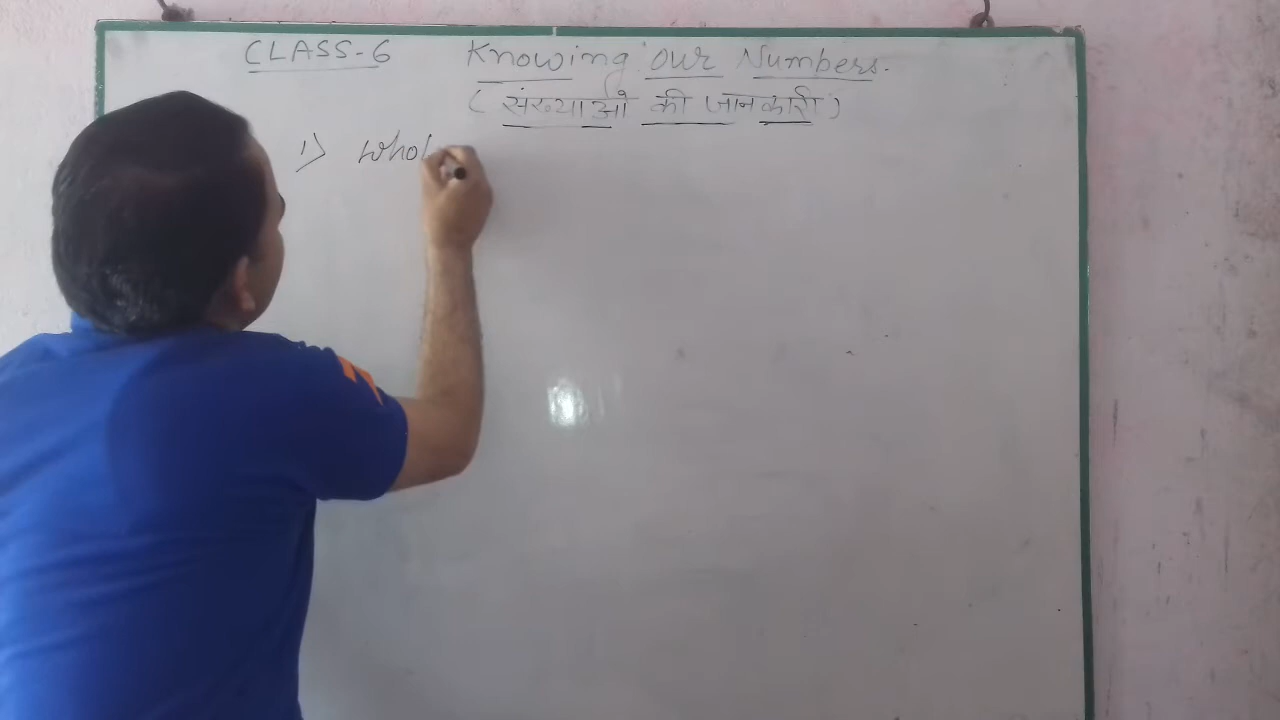 CLASS-6 Knowing our Numbers.
(संख्याओं की जानकारी)
1) whol